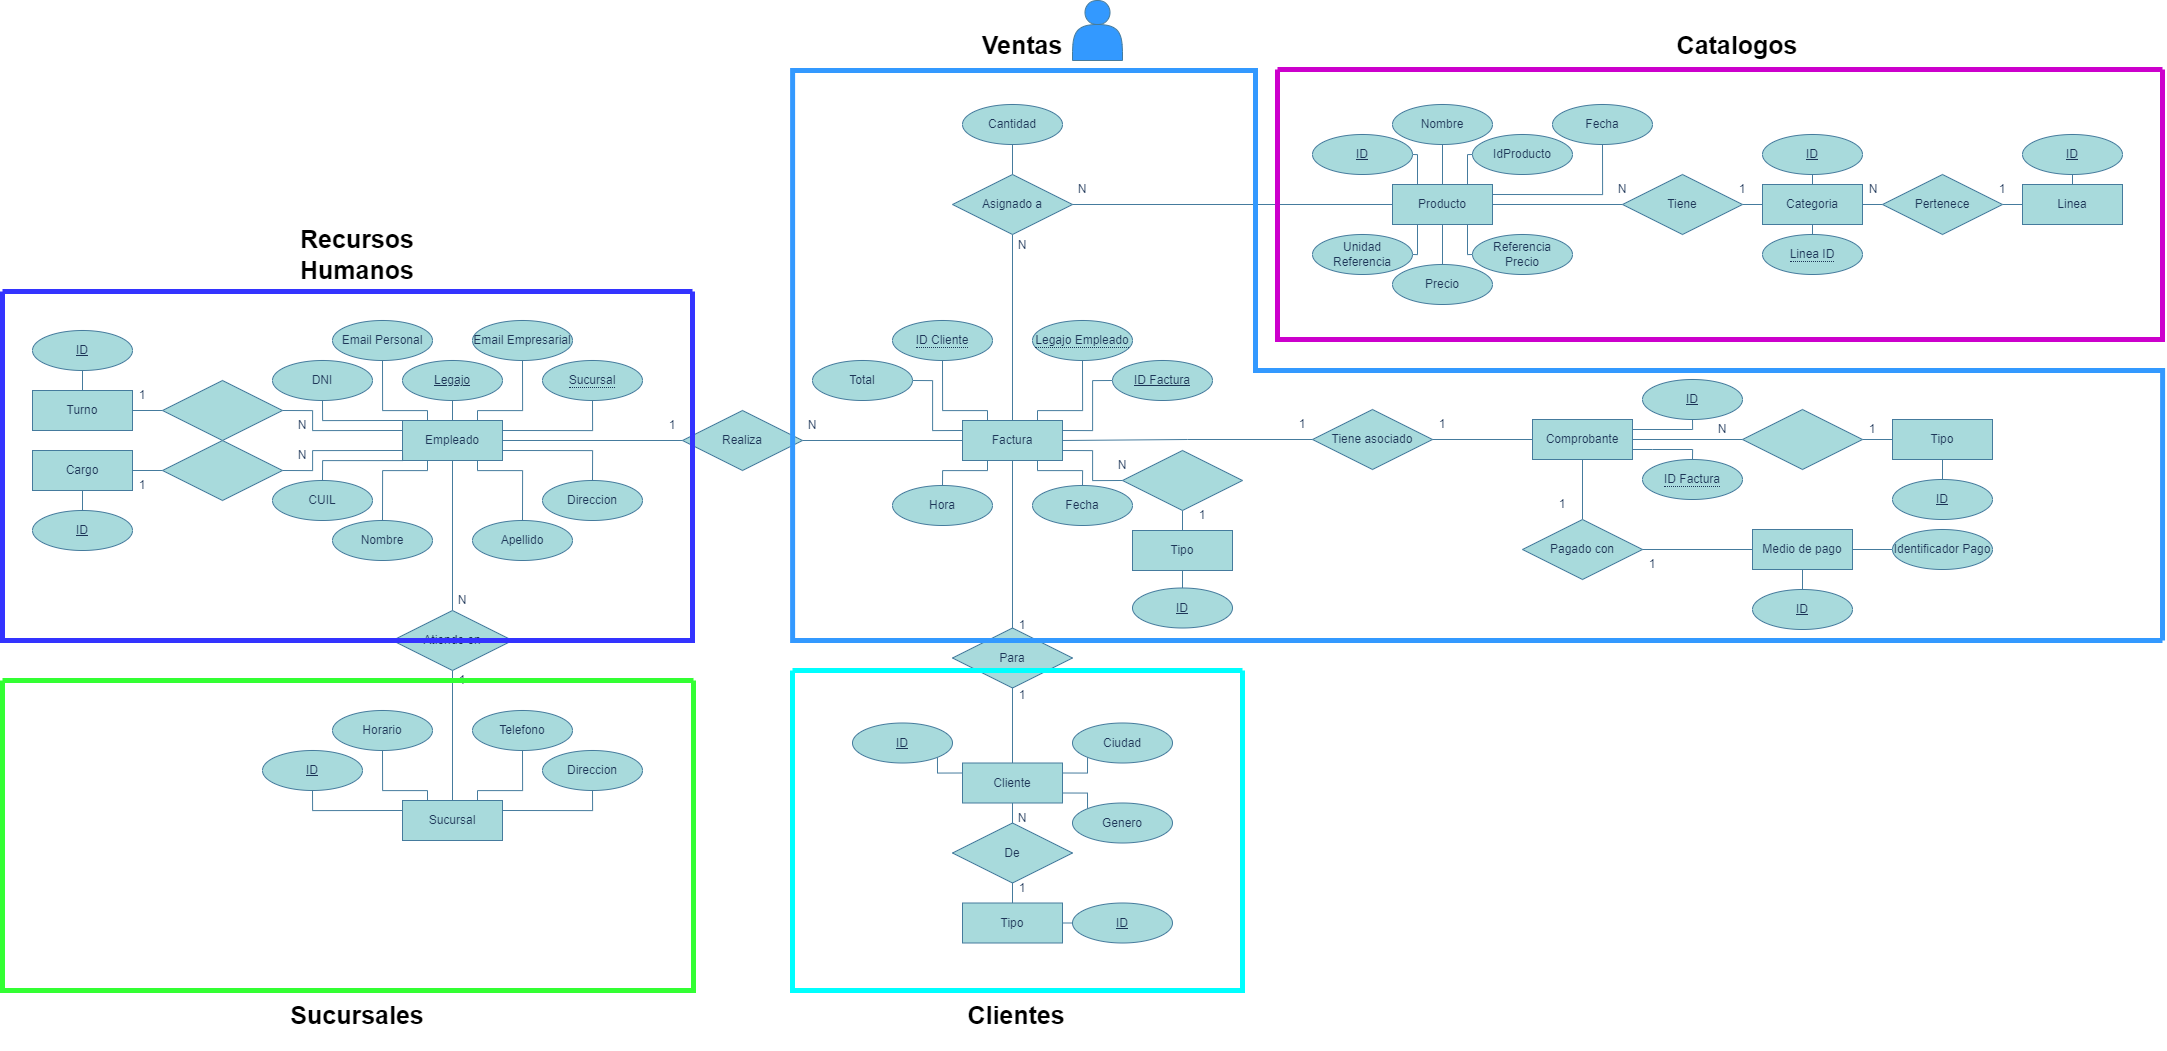 Ventas
Catalogos
Recursos
Humanos
ID
Turno
1
N
Cargo
1
N
ID
DNI
Email Personal
Legajo
Email Empresarial
Sucursal
Empleado
CUIL
Nombre
Apellido
Direccion
N
Atiende en
1
1
Realiza
N
Cantidad
Asignado a
N
N
ID Cliente
Legajo Empleado
Total
ID Factura
Factura
Hora
Fecha
N
1
Tipo
ID
1
Tiene asociado
1
Comprobante
ID
ID Factura
N
1
Tipo
ID
1
Pagado con
1
Medio de pago
Identificador Pago
ID
ID
Nombre
IdProducto
Fecha
Producto
Unidad
Referencia
Precio
Referencia
Precio
N
Tiene
1
ID
Categoria
Linea ID
N
Pertenece
1
ID
Linea
1
Para
1
ID
Ciudad
Cliente
Genero
N
De
1
Tipo
ID
Horario
Telefono
ID
Direccion
Sucursal
Sucursales
Clientes